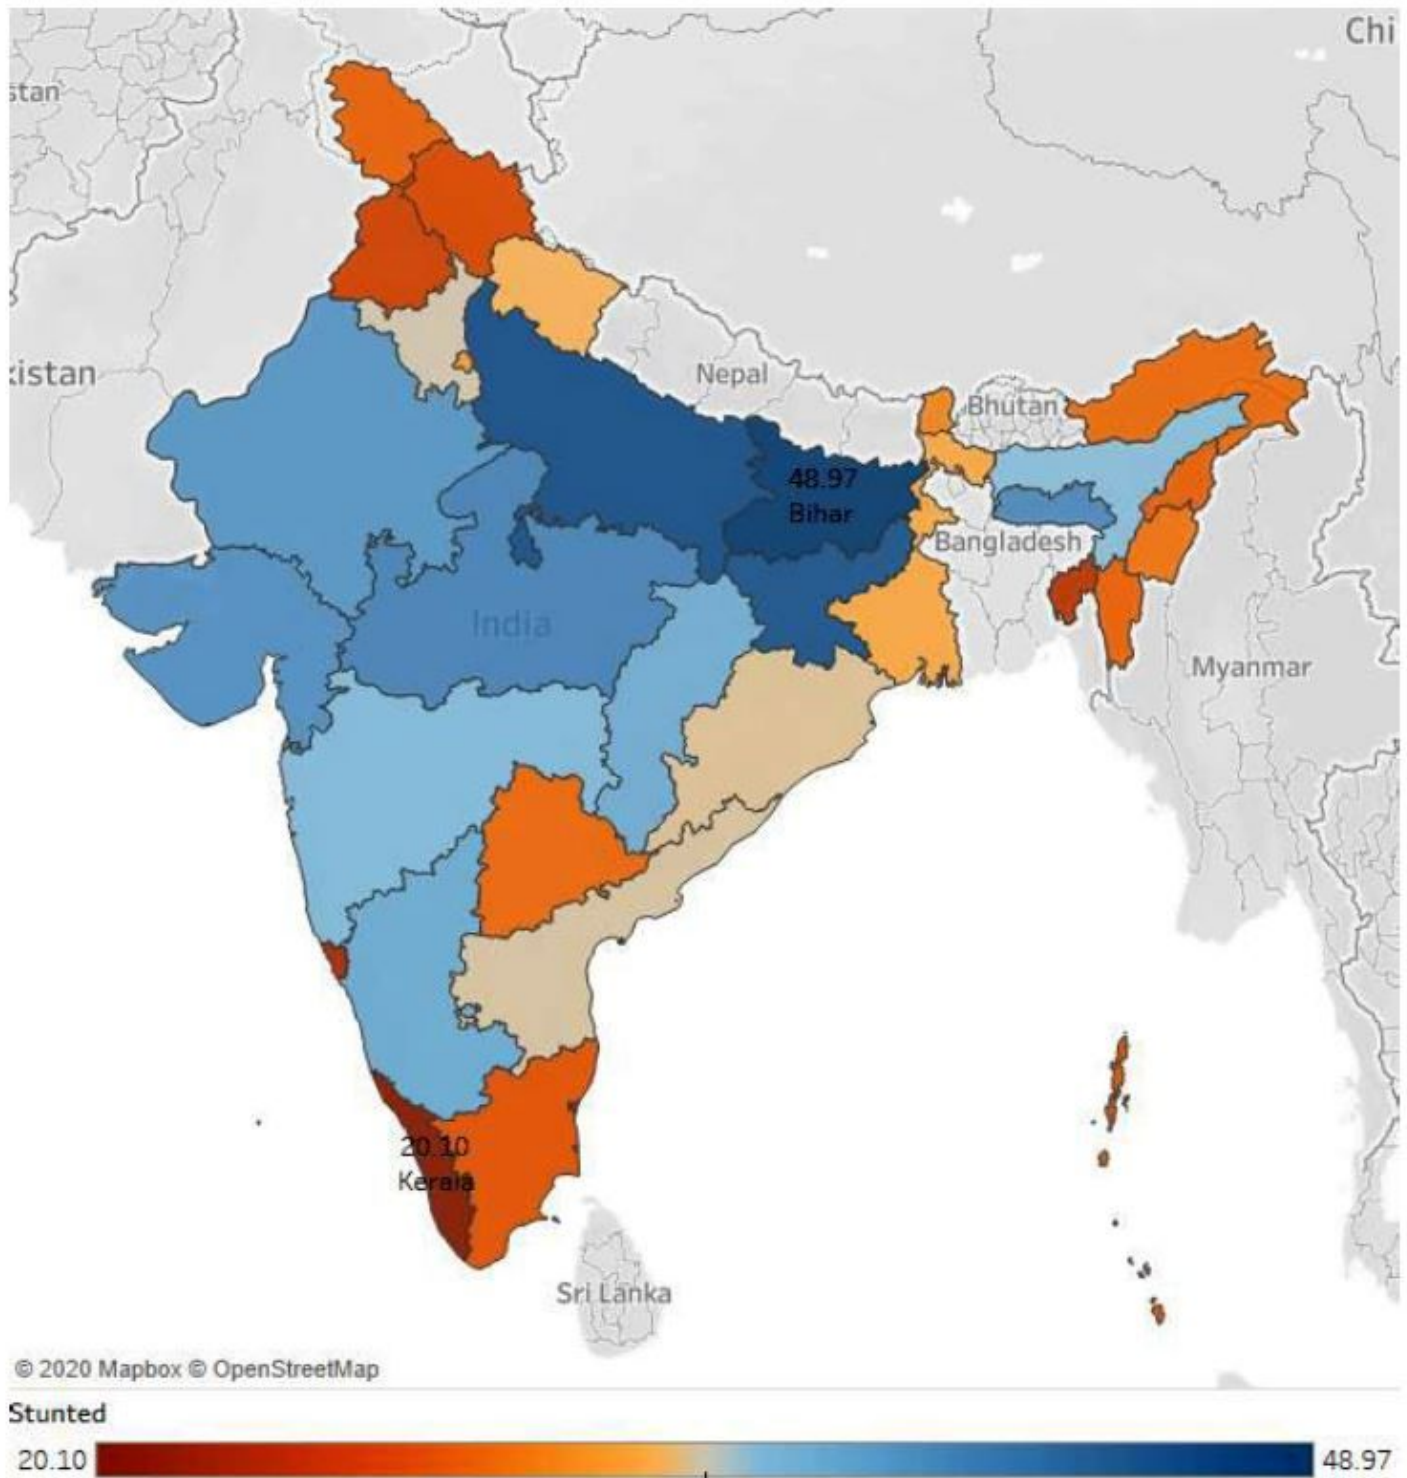 Chi
stan
kistan
Nepal
Bhutan
48.97
Bihar
Bangladesh
India
Myanmar
20.10
Kerala
Sri Lanka
© 2020 Mapbox © OpenStreetMap
Stunted
20.10
48.97